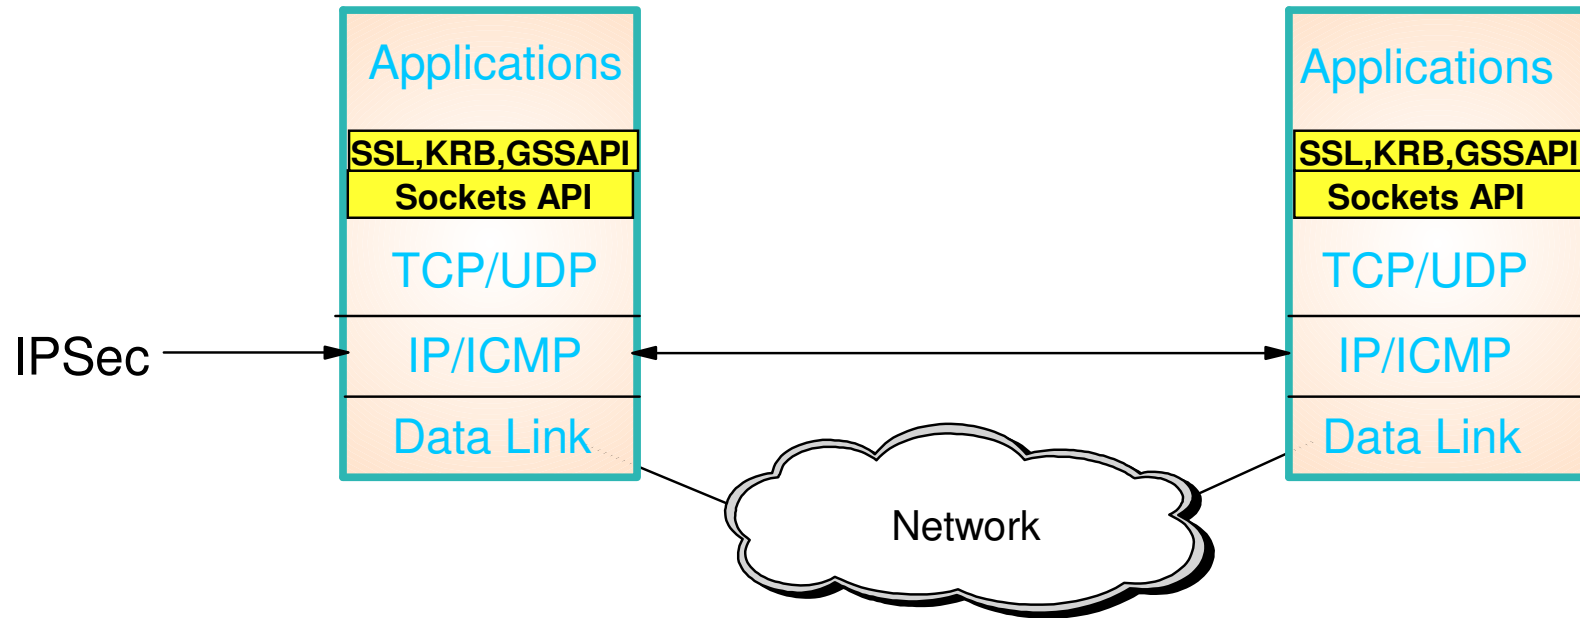 Applications
SSL,KRB,GSSAPI
Sockets API
TCP/UDP
IPSec
IP/ICMP
Data Link
Network
Applications
SSL,KRB,GSSAPI
Sockets API
TCP/UDP
IP/ICMP
Data Link